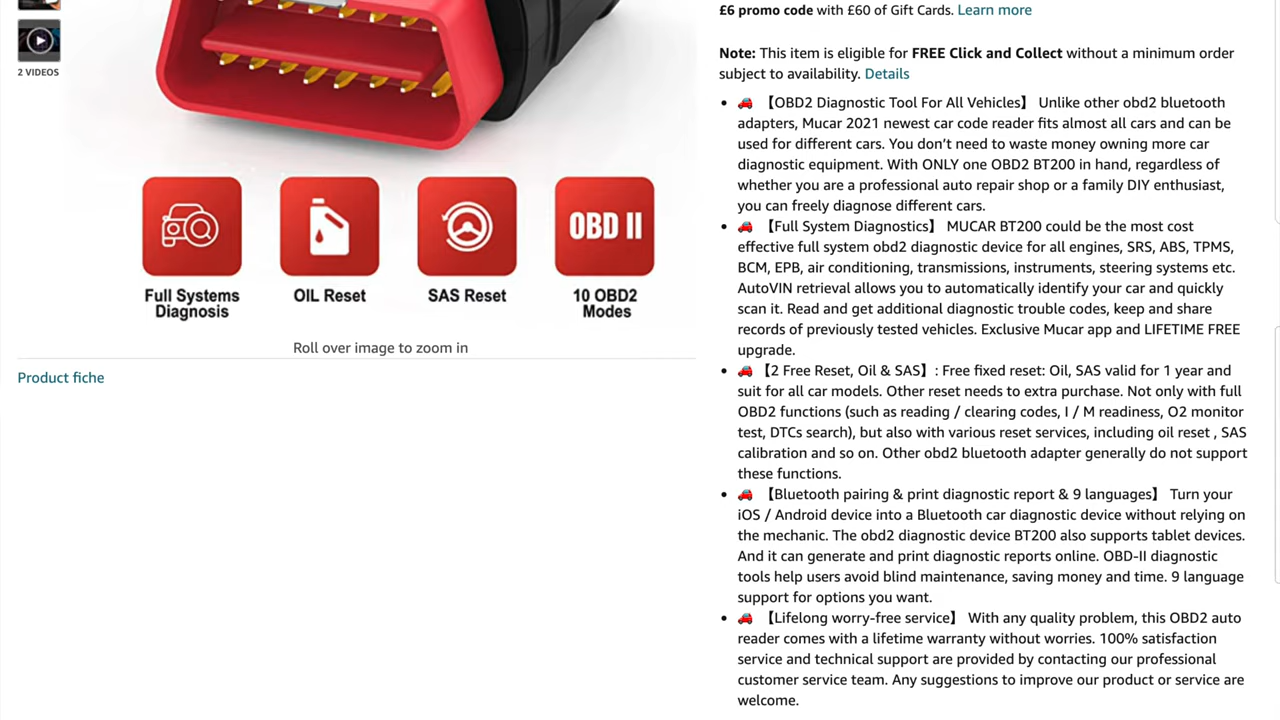 2 VIDEOS
OBD II
Full Systems
Diagnosis
OIL Reset
SAS Reset
10 OBD2
Modes
Roll over image to zoom in
Product fiche
£6 promo code with £60 of Gift Cards. Learn more
Note: This item is eligible for FREE Click and Collect without a minimum order
subject to availability. Details
• 🚗 【OBD2 Diagnostic Tool For All Vehicles】 Unlike other obd2 bluetooth
adapters, Mucar 2021 newest car code reader fits almost all cars and can be
used for different cars. You don’t need to waste money owning more car
diagnostic equipment. With ONLY one OBD2 BT200 in hand, regardless of
whether you are a professional auto repair shop or a family DIY enthusiast,
you can freely diagnose different cars.
• 🚗 【Full System Diagnostics】 MUCAR BT200 could be the most cost
effective full system obd2 diagnostic device for all engines, SRS, ABS, TPMS,
BCM, EPB, air conditioning, transmissions, instruments, steering systems etc.
AutoVIN retrieval allows you to automatically identify your car and quickly
scan it. Read and get additional diagnostic trouble codes, keep and share
records of previously tested vehicles. Exclusive Mucar app and LIFETIME FREE
upgrade.
• 🚗 【2 Free Reset, Oil & SAS】: Free fixed reset: Oil, SAS valid for 1 year and
suit for all car models. Other reset needs to extra purchase. Not only with full
OBD2 functions (such as reading / clearing codes, I / M readiness, O2 monitor
test, DTCs search), but also with various reset services, including oil reset , SAS
calibration and so on. Other obd2 bluetooth adapter generally do not support
these functions.
• 🚗 【Bluetooth pairing & print diagnostic report & 9 languages】 Turn your
iOS / Android device into a Bluetooth car diagnostic device without relying on
the mechanic. The obd2 diagnostic device BT200 also supports tablet devices.
And it can generate and print diagnostic reports online. OBD-II diagnostic
tools help users avoid blind maintenance, saving money and time. 9 language
support for options you want.
• 🚗 【Lifelong worry-free service】 With any quality problem, this OBD2 auto
reader comes with a lifetime warranty without worries. 100% satisfaction
service and technical support are provided by contacting our professional
customer service team. Any suggestions to improve our product or service are
welcome.